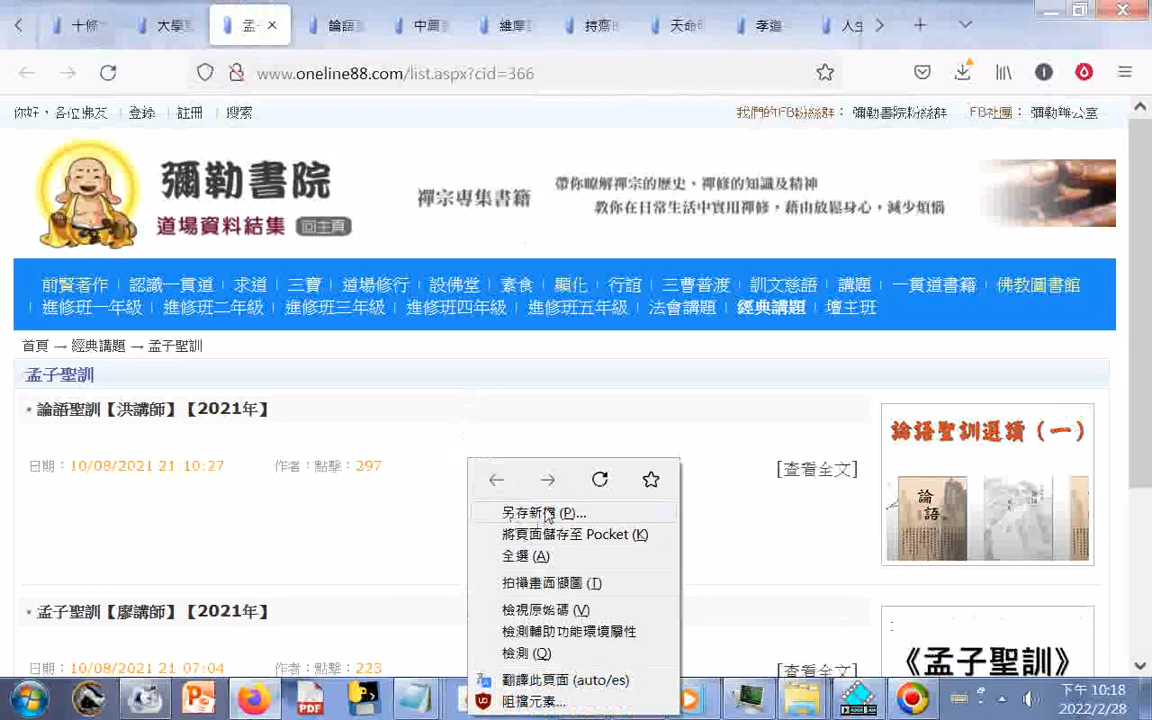 十條
大學
孟-
論語
中庸
維摩
持齋
天命
孝道
人生
www.oneline88.com/list.aspx?cid=366
你好，各位佛友
登錄
註冊
搜索
我們的FB粉絲群： 彌勒書院粉絲群
FB社團： 彌勒辦公室
彌勒書院
道場資料結集 回主頁
禪宗專集書籍
帶你瞭解禪宗的歷史、禪修的知識及精神
教你在日常生活中實用禪修，藉由放鬆身心，減少煩惱
前賢著作 | 認識一貫道 | 求道 | 三寶 | 道場修行 | 設佛堂 | 素食 | 顯化 | 行誼 | 三曹普渡 | 訓文慈語 | 講題 | 一貫道書籍 | 佛教圖書館
| 進修班一年級 | 進修班二年級 | 進修班三年級 | 進修班四年級 | 進修班五年級 | 法會講題 | 經典講題 | 壇主班
首頁 → 經典講題 → 孟子聖訓
孟子聖訓
論語聖訓【洪講師】【2021年】
日期：10/08/2021 21:10:27
作者：點擊：297
[查看全文]
論語聖訓選讀（一）
論語
另存新檔 (P)...
將頁面儲存至 Pocket (K)
全選 (A)
拍攝畫面擷圖 (T)
檢視原始碼 (V)
檢測輔助功能環境屬性
檢測 (Q)
翻譯此頁面 (auto/es)
阻擋元素...
孟子聖訓【廖講師】【2021年】
日期：10/08/2021 21:07:04
作者：點擊：223
[查看全文]
《孟子聖訓》
PDF
下午 10:18
2022/2/28